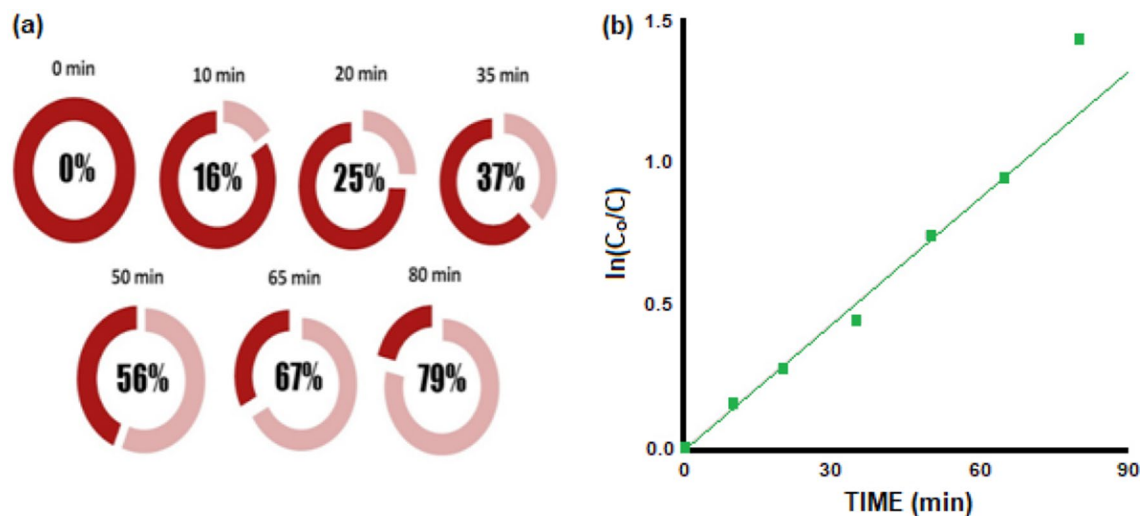 (a)
0 min
10 min
20 min
35 min
0%
16%
25%
37%
50 min
65 min
80 min
56%
67%
79%
(b)
1.5
1.0
0.5
0.0
ln(Co/C)
0
30
60
90
TIME (min)